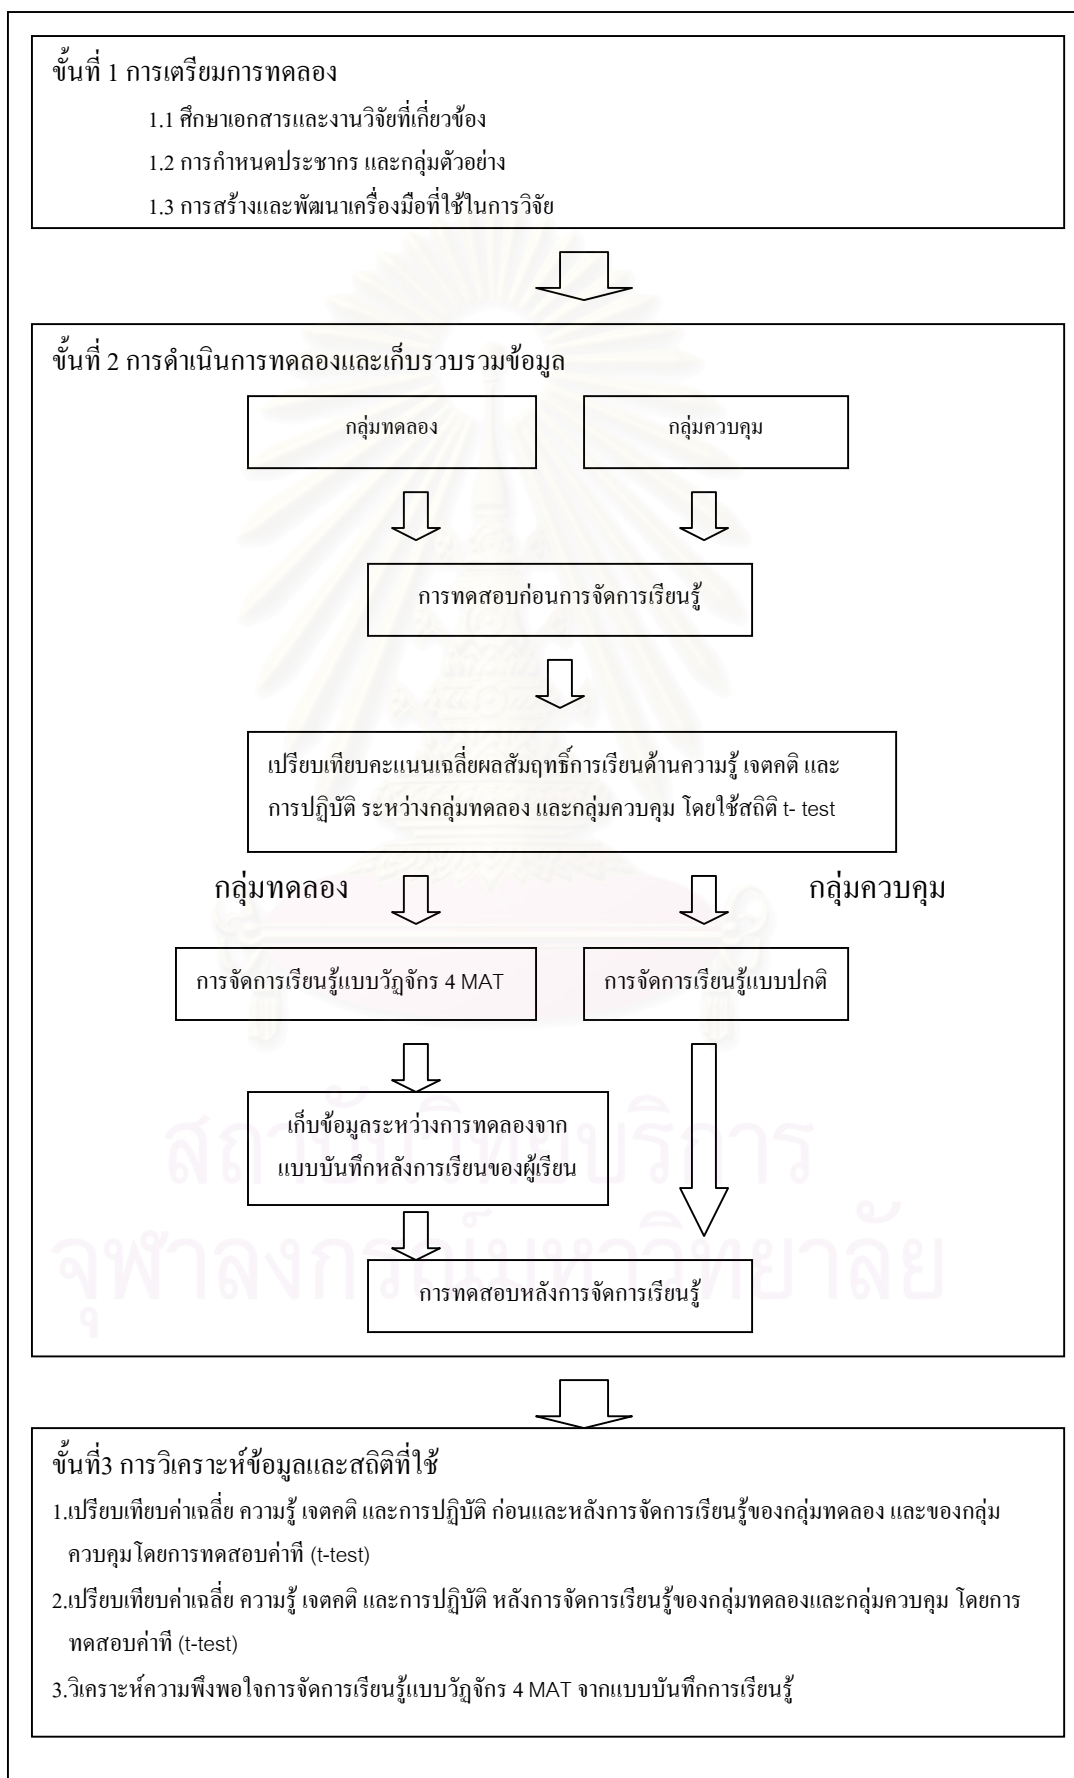 ขั้นที่ 1 การเตรียมการทดลอง
1.1 ศึกษาเอกสารและงานวิจัยที่เกี่ยวข้อง
1.2 การกำหนดประชากร และกลุ่มตัวอย่าง
1.3 การสร้างและพัฒนาเครื่องมือที่ใช้ในการวิจัย
ขั้นที่ 2 การดำเนินการทดลองและเก็บรวบรวมข้อมูล
กลุ่มทดลอง
กลุ่มควบคุม
การทดสอบก่อนการจัดการเรียนรู้
เปรียบเทียบคะแนนเฉลี่ยผลสัมฤทธิ์การเรียนด้านความรู้ เจตคติ และ
การปฏิบัติ ระหว่างกลุ่มทดลอง และกลุ่มควบคุม โดยใช้สถิติ t- test
กลุ่มทดลอง
กลุ่มควบคุม
การจัดการเรียนรู้แบบวัฏจักร 4 MAT
การจัดการเรียนรู้แบบปกติ
เก็บข้อมูลระหว่างการทดลองจาก
แบบบันทึกหลังการเรียนของผู้เรียน
สถาบันวิทยบริการ
จุฬาลงกรณ์มหาวิทยาลัย
การทดสอบหลังการจัดการเรียนรู้
ขั้นที่3 การวิเคราะห์ข้อมูลและสถิติที่ใช้
1.เปรียบเทียบค่าเฉลี่ย ความรู้ เจตคติ และการปฏิบัติ ก่อนและหลังการจัดการเรียนรู้ของกลุ่มทดลอง และของกลุ่ม
ควบคุมโดยการทดสอบค่าที (t-test)
2.เปรียบเทียบค่าเฉลี่ย ความรู้ เจตคติ และการปฏิบัติ หลังการจัดการเรียนรู้ของกลุ่มทดลองและกลุ่มควบคุม โดยการ
ทดสอบค่าที (t-test)
3.วิเคราะห์ความพึงพอใจการจัดการเรียนรู้แบบวัฏจักร 4 MAT จากแบบบันทึกการเรียนรู้